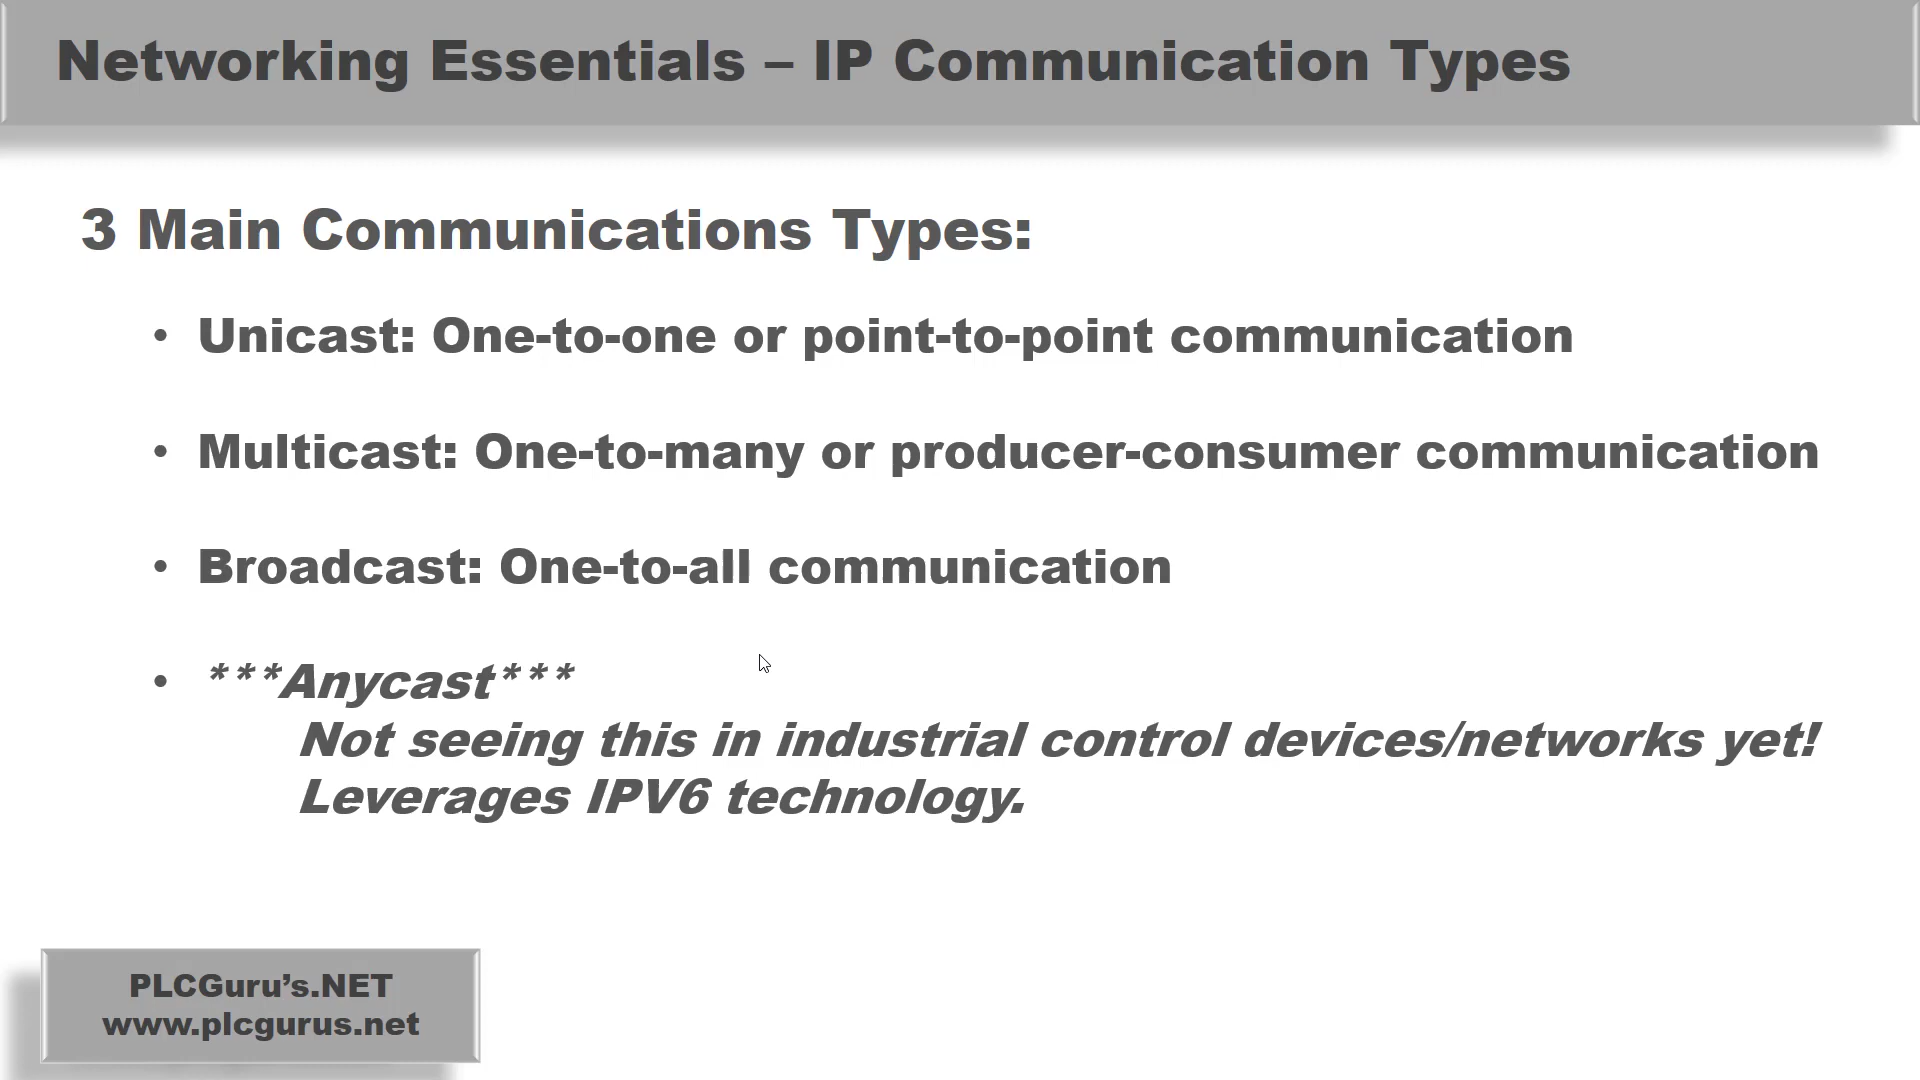 Networking Essentials – IP Communication Types
3 Main Communications Types:
• Unicast: One-to-one or point-to-point communication
• Multicast: One-to-many or producer-consumer communication
• Broadcast: One-to-all communication
• ***Anycast***
Not seeing this in industrial control devices/networks yet!
Leverages IPV6 technology.
PLCGuru’s.NET
www.plcgurus.net